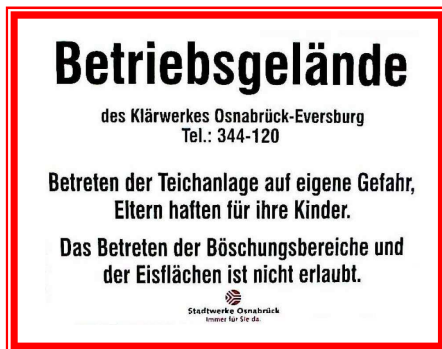 Betriebsgelände
des Klärwerkes Osnabrück-Eversburg
Tel.: 344-120
Betreten der Teichanlage auf eigene Gefahr,
Eltern haften für ihre Kinder.
Das Betreten der Böschungsbereiche und
der Eisflächen ist nicht erlaubt.
Stadtwerke Osnabrück
Immer für Sie da.